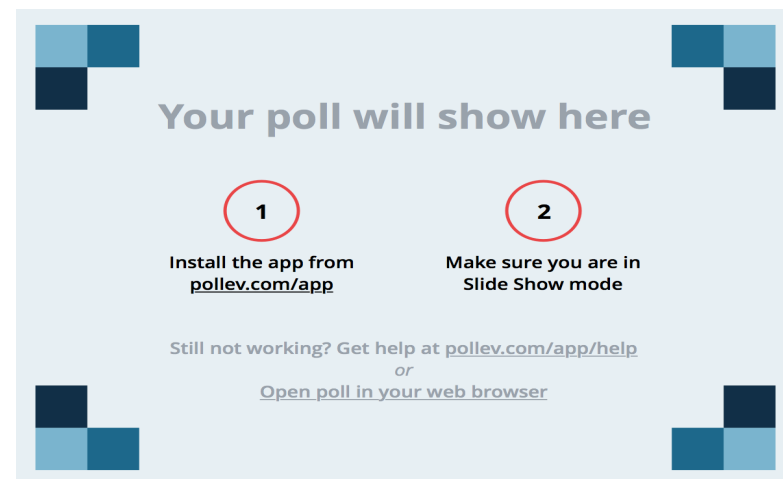 Your poll will show here
1
2
Install the app from
pollev.com/app
Make sure you are in
Slide Show mode
Still not working? Get help at pollev.com/app/help
or
Open poll in your web browser